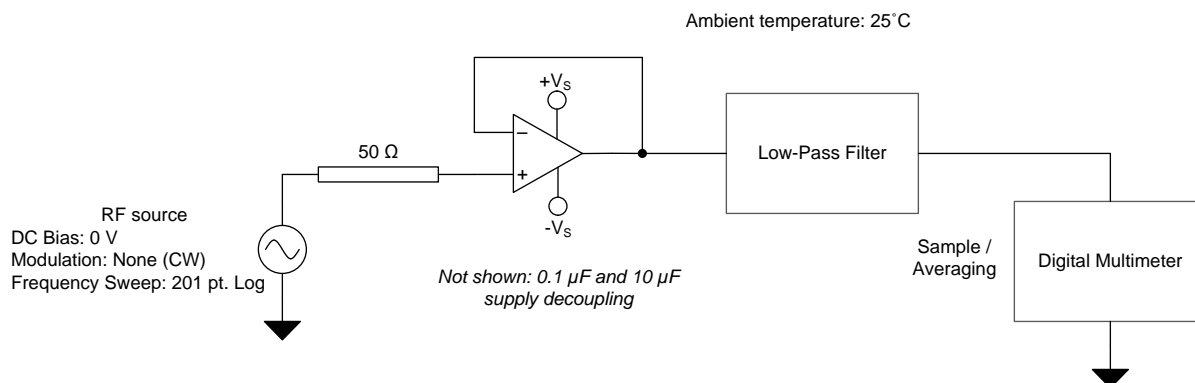 Ambient temperature: 25˚C
+VS
50 Ω
−
+
Low-Pass Filter
-VS
RF source
DC Bias: 0 V
Modulation: None (CW)
Frequency Sweep: 201 pt. Log
Not shown: 0.1 µF and 10 µF
supply decoupling
Sample /
Averaging
Digital Multimeter